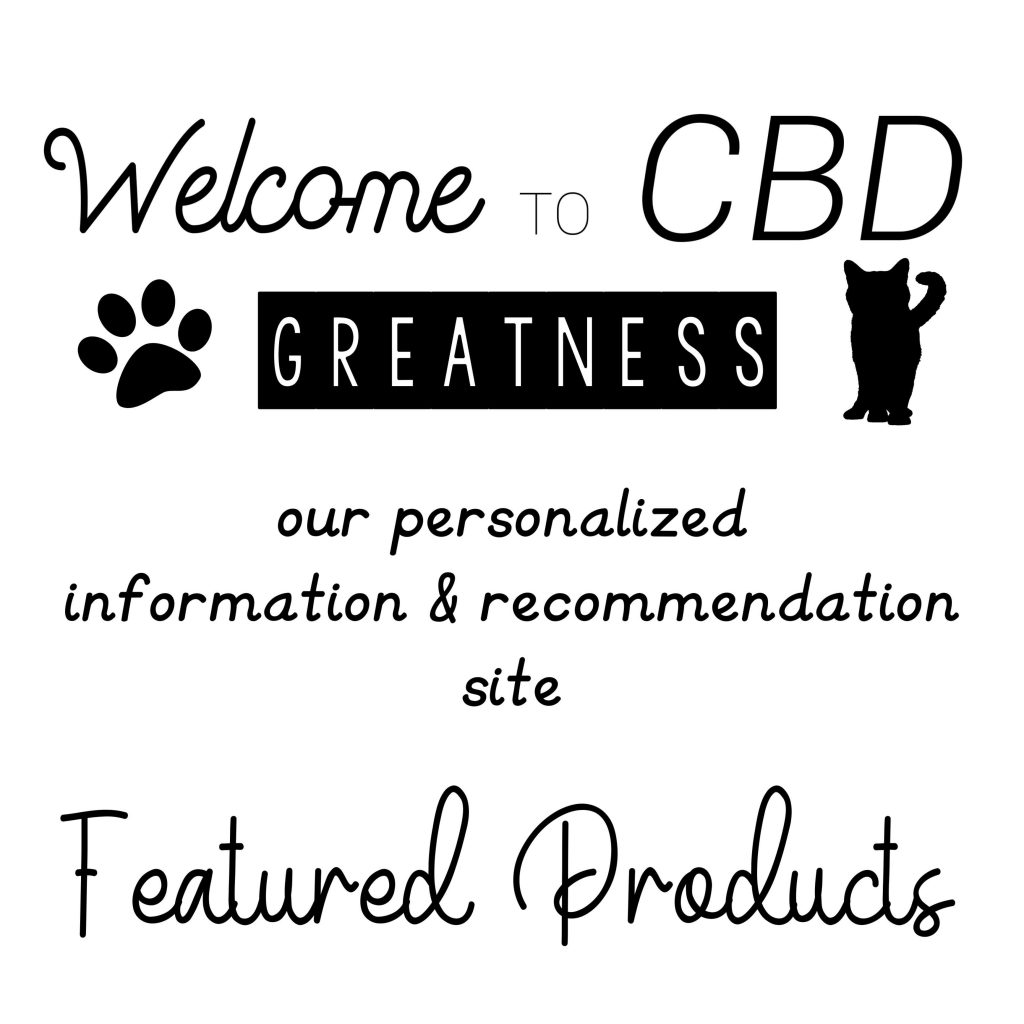 Welcome TO CBD
GREATNESS
our personalized
information & recommendation
site
Featured Products